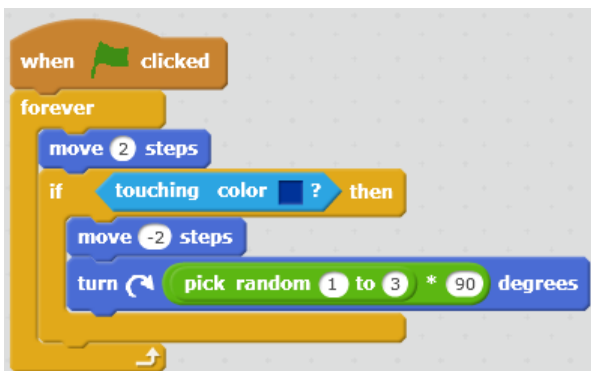 when clicked
forever
move 2 steps
if touching color ? then
move -2 steps
turn pick random 1 to 3 * 90 degrees